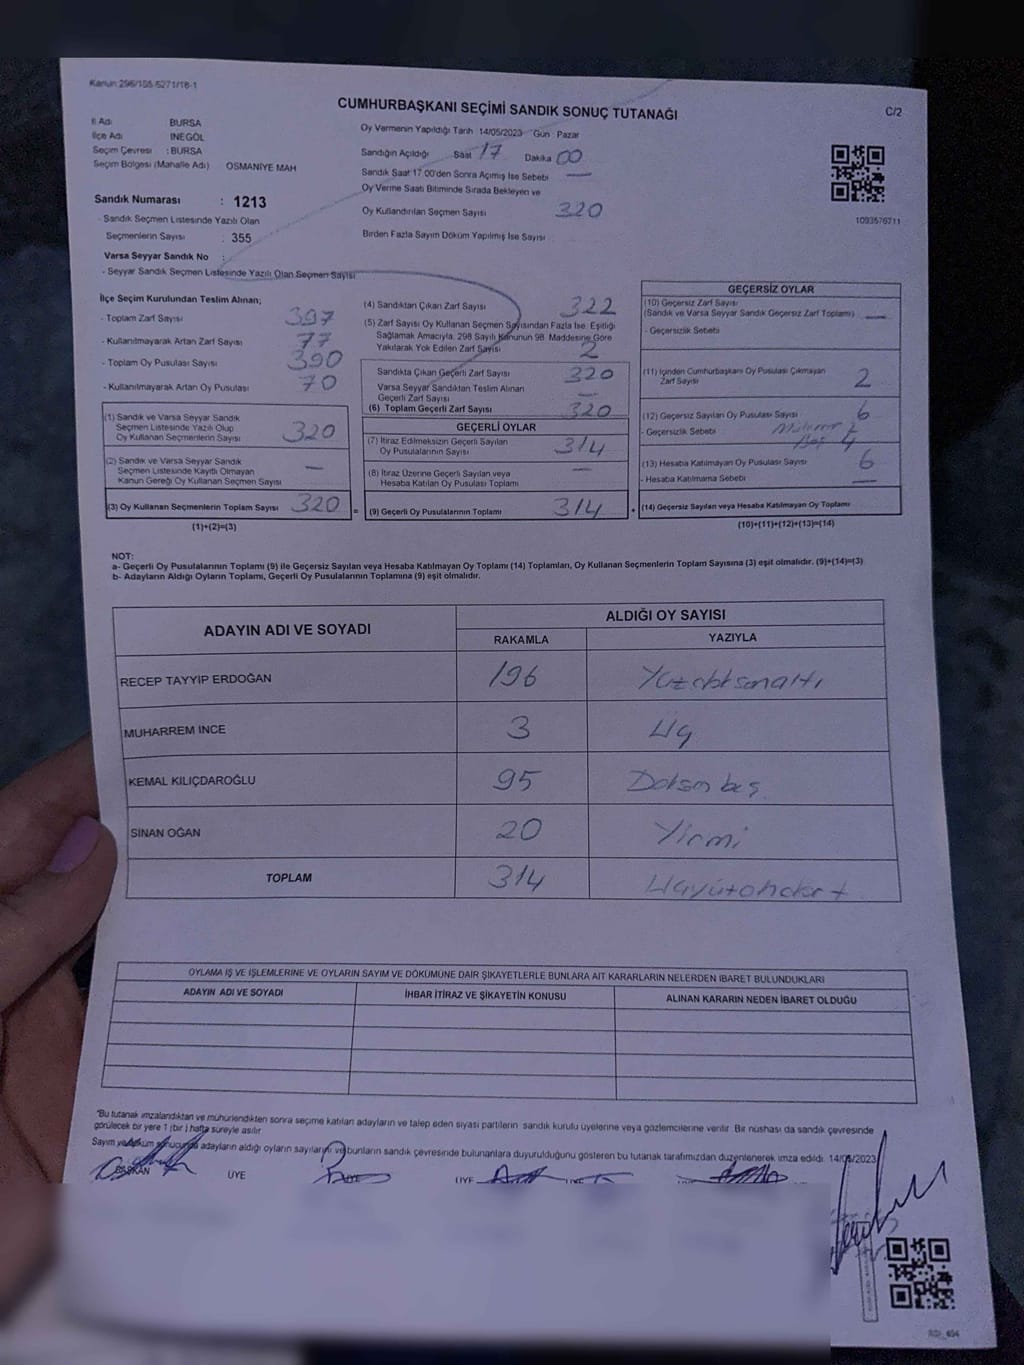 Kanun 296/105 5271/18-1
CUMHURBAŞKANI SEÇİMİ SANDIK SONUÇ TUTANAĞI
C/2
İl Adı BURSA
İlçe Adı İNEGÖL
Seçim Çevresi : BURSA
Seçim Bölgesi (Mahalle Adı) OSMANİYE MAH
Sandık Numarası : 1213
- Sandık Seçmen Listesinde Yazılı Olan
Seçmenlerin Sayısı : 355
Varsa Seyyar Sandık No :
- Seyyar Sandık Seçmen Listesinde Yazılı Olan Seçmen Sayısı
Oy Vermenin Yapıldığı Tarih 14/05/2023 Gün : Pazar
Sandığın Açıldığı Saat 17 Dakika 00
Sandık Saat 17.00'den Sonra Açılmış İse Sebebi —
Oy Verme Saati Bitiminde Sırada Bekleyen ve
Oy Kullandırılan Seçmen Sayısı 320
Birden Fazla Sayım Döküm Yapılmış İse Sayısı
1093576711
İlçe Seçim Kurulundan Teslim Alınan;
- Toplam Zarf Sayısı 397
- Kullanılmayarak Artan Zarf Sayısı 77
- Toplam Oy Pusulası Sayısı 390
- Kullanılmayarak Artan Oy Pusulası 70
(1) Sandık ve Varsa Seyyar Sandık
Seçmen Listesinde Yazılı Olup
Oy Kullanan Seçmenlerin Sayısı 320
(2) Sandık ve Varsa Seyyar Sandık
Seçmen Listesinde Kayıtlı Olmayan
Kanun Gereği Oy Kullanan Seçmen Sayısı —
(3) Oy Kullanan Seçmenlerin Toplam Sayısı 320 =
(1)+(2)=(3)
(4) Sandıktan Çıkan Zarf Sayısı 322
(5) Zarf Sayısı Oy Kullanan Seçmen Sayısından Fazla İse, Eşitliği
Sağlamak Amacıyla, 298 Sayılı Kanunun 98. Maddesine Göre
Yakılarak Yok Edilen Zarf Sayısı 2
Sandıkta Çıkan Geçerli Zarf Sayısı 320
Varsa Seyyar Sandıktan Teslim Alınan
Geçerli Zarf Sayısı —
(6) Toplam Geçerli Zarf Sayısı 320
GEÇERLİ OYLAR
(7) İtiraz Edilmeksizin Geçerli Sayılan
Oy Pusulalarının Sayısı 314
(8) İtiraz Üzerine Geçerli Sayılan veya
Hesaba Katılan Oy Pusulası Toplamı —
(9) Geçerli Oy Pusulalarının Toplamı 314 +
GEÇERSİZ OYLAR
(10) Geçersiz Zarf Sayısı
(Sandık ve Varsa Seyyar Sandık Geçersiz Zarf Toplamı) —
- Geçersizlik Sebebi
(11) İçinden Cumhurbaşkanı Oy Pusulası Çıkmayan
Zarf Sayısı 2
(12) Geçersiz Sayılan Oy Pusulası Sayısı 6
- Geçersizlik Sebebi 2
Boş 4
(13) Hesaba Katılmayan Oy Pusulası Sayısı 6
- Hesaba Katılmama Sebebi —
(14) Geçersiz Sayılan veya Hesaba Katılmayan Oy Pusulası Toplamı
(10)+(11)+(12)+(13)=(14)
NOT:
a- Geçerli Oy Pusulalarının Toplamı (9) ile Geçersiz Sayılan veya Hesaba Katılmayan Oy Toplamı (14) Toplamları, Oy Kullanan Seçmenlerin Toplam Sayısına (3) eşit olmalıdır. (9)+(14)=(3)
b- Adayların Aldığı Oyların Toplamı, Geçerli Oy Pusulalarının Toplamına (9) eşit olmalıdır.
ADAYIN ADI VE SOYADI
ALDIĞI OY SAYISI
RAKAMLA YAZIYLA
RECEP TAYYİP ERDOĞAN 196 Yüzdoksanaltı
MUHARREM İNCE 3 Üç
KEMAL KILIÇDAROĞLU 95 Doksan beş
SİNAN OĞAN 20 Yirmi
TOPLAM 314 Üçyüzondört
OYLAMA İŞ VE İŞLEMLERİNE VE OYLARIN SAYIM VE DÖKÜMÜNE DAİR ŞİKAYETLERLE BUNLARA AİT KARARLARIN NELERDEN İBARET BULUNDUKLARI
ADAYIN ADI VE SOYADI İHBAR İTİRAZ VE ŞİKAYETİN KONUSU ALINAN KARARIN NEDEN İBARET OLDUĞU
*Bu tutanak imzalandıktan ve mühürlendikten sonra seçime katılan adayların ve talep eden siyasi partilerin sandık kurulu üyelerine veya gözlemcilerine verilir. Bir nüshası da sandık çevresinde
görülecek bir yere 1 (bir) hafta süreyle asılır.
Sayım ve döküm sonucunda adayların aldığı oyların sayılarını ve bunların sandık çevresinde bulunanlara duyurulduğunu gösteren bu tutanak tarafımızdan düzenlenerek imza edildi. 14/05/2023
BAŞKAN ÜYE ÜYE